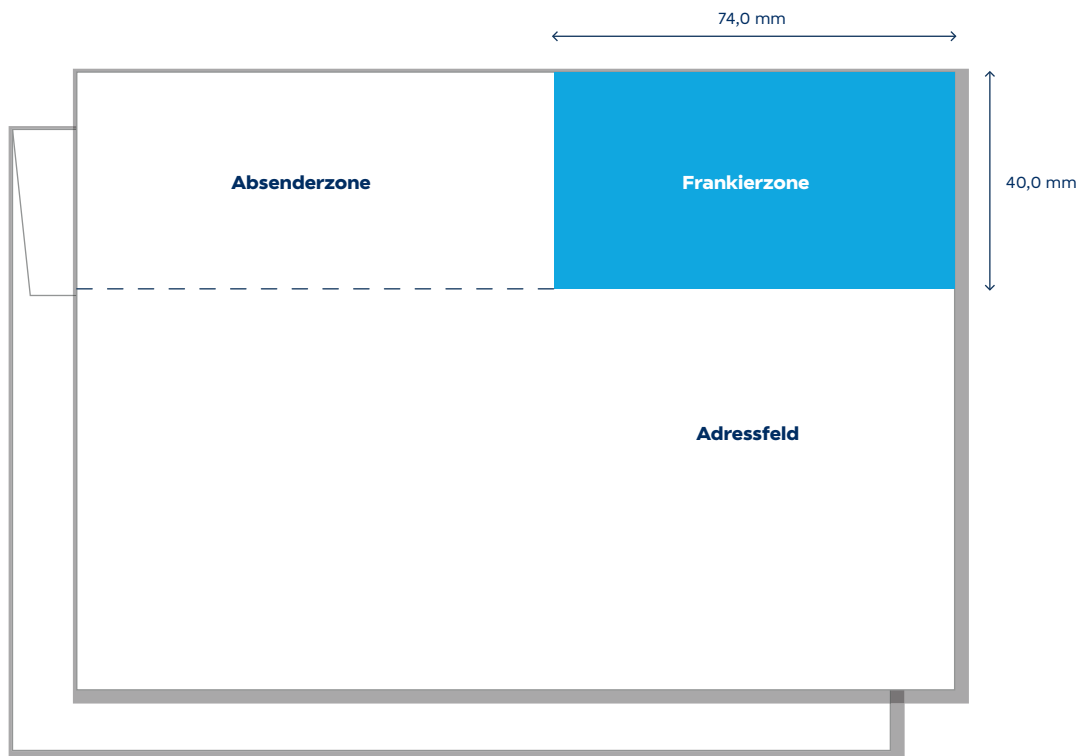 74,0 mm
Absenderzone
Frankierzone
40,0 mm
Adressfeld